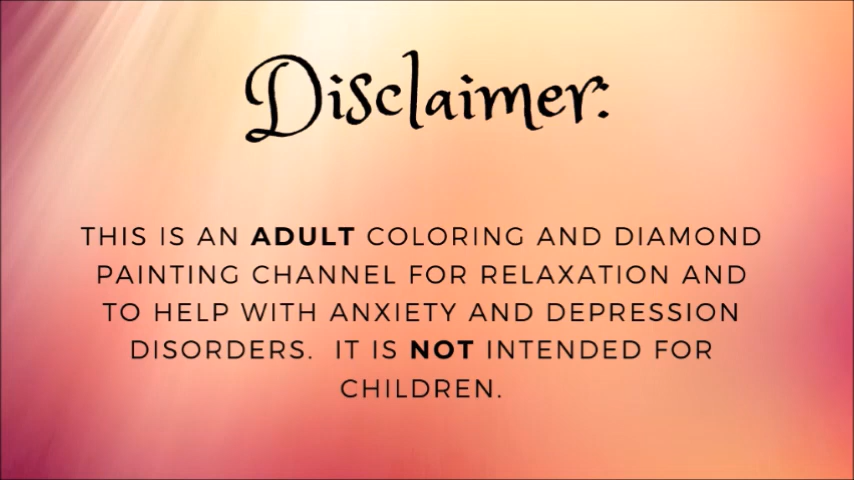 Disclaimer:
THIS IS AN ADULT COLORING AND DIAMOND
PAINTING CHANNEL FOR RELAXATION AND
TO HELP WITH ANXIETY AND DEPRESSION
DISORDERS.  IT IS NOT INTENDED FOR
CHILDREN.